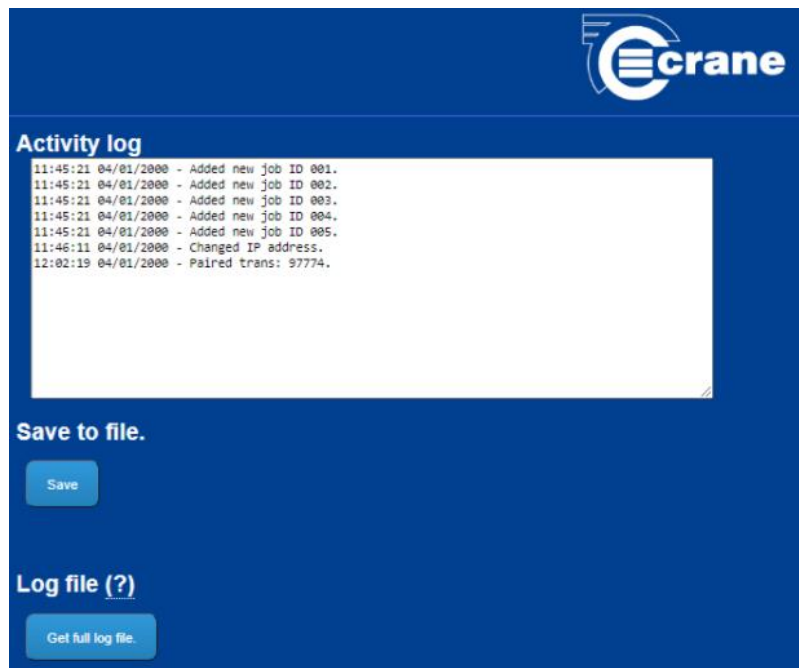 crane
Activity log
11:45:21 04/01/2000 - Added new job ID 001.
11:45:21 04/01/2000 - Added new job ID 002.
11:45:21 04/01/2000 - Added new job ID 003.
11:45:21 04/01/2000 - Added new job ID 004.
11:45:21 04/01/2000 - Added new job ID 005.
11:46:11 04/01/2000 - Changed IP address.
12:02:19 04/01/2000 - Paired trans: 97774.
Save to file.
Save
Log file (?)
Get full log file.